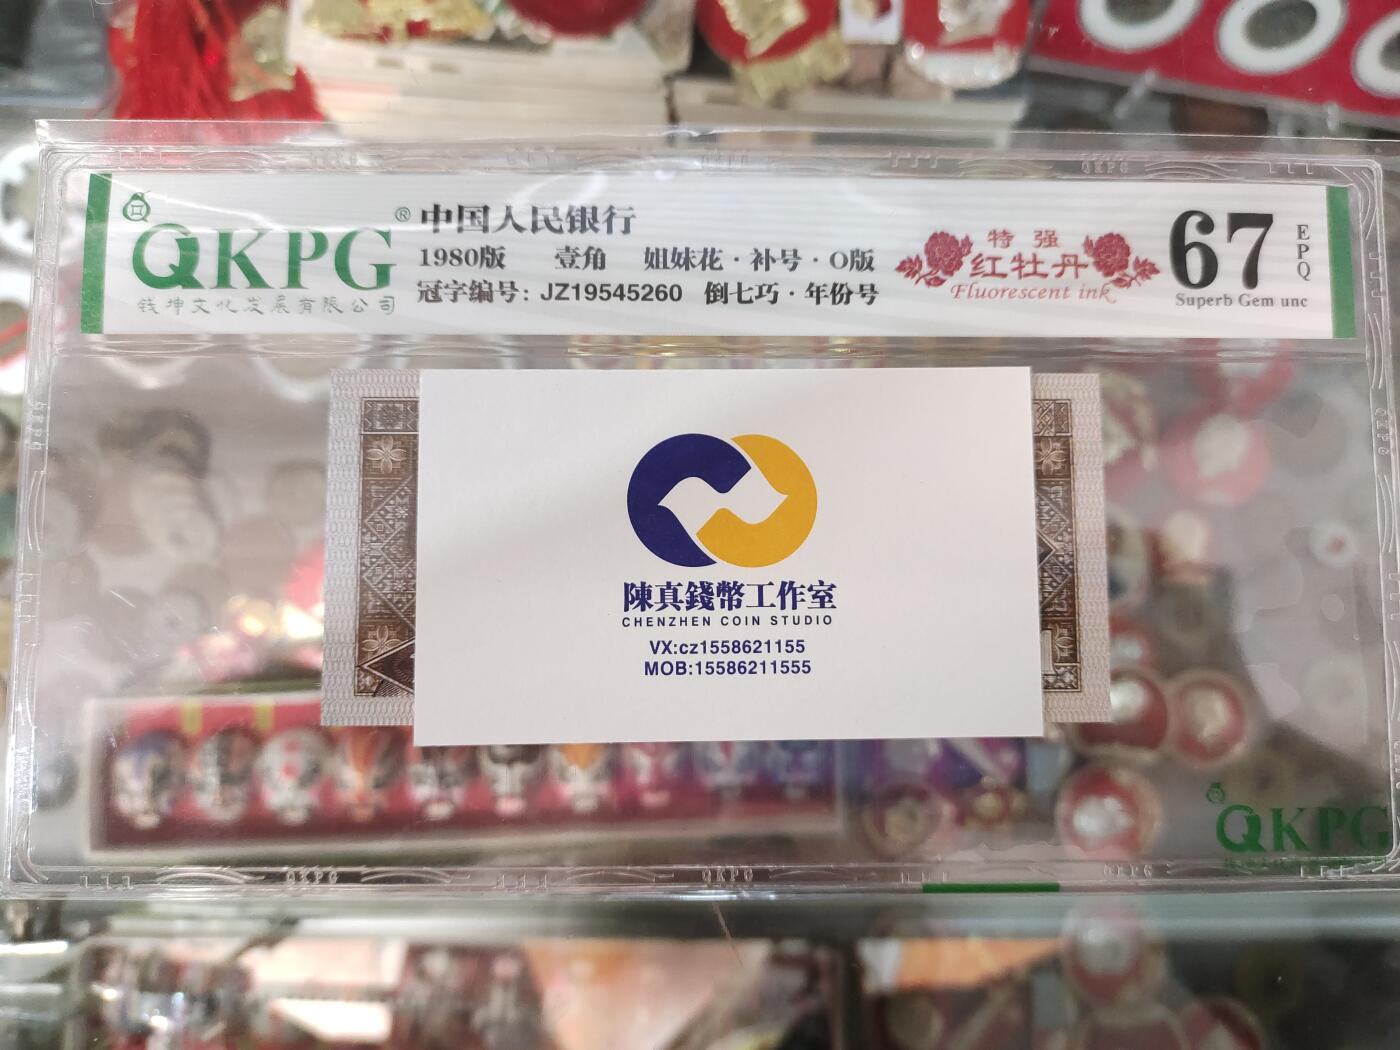 QKPG®
钱坤文化发展有限公司
中国人民银行
1980版 壹角 姐妹花·补号·O版
冠字编号: JZ19545260 倒七巧·年份号
特强
红牡丹
Fluorescent ink
67
EPQ
Superb Gem unc
陳真錢幣工作室
CHENZHEN COIN STUDIO
VX:cz1558621155
MOB:15586211555
QKPG
QKPG
QKPG
QKPG